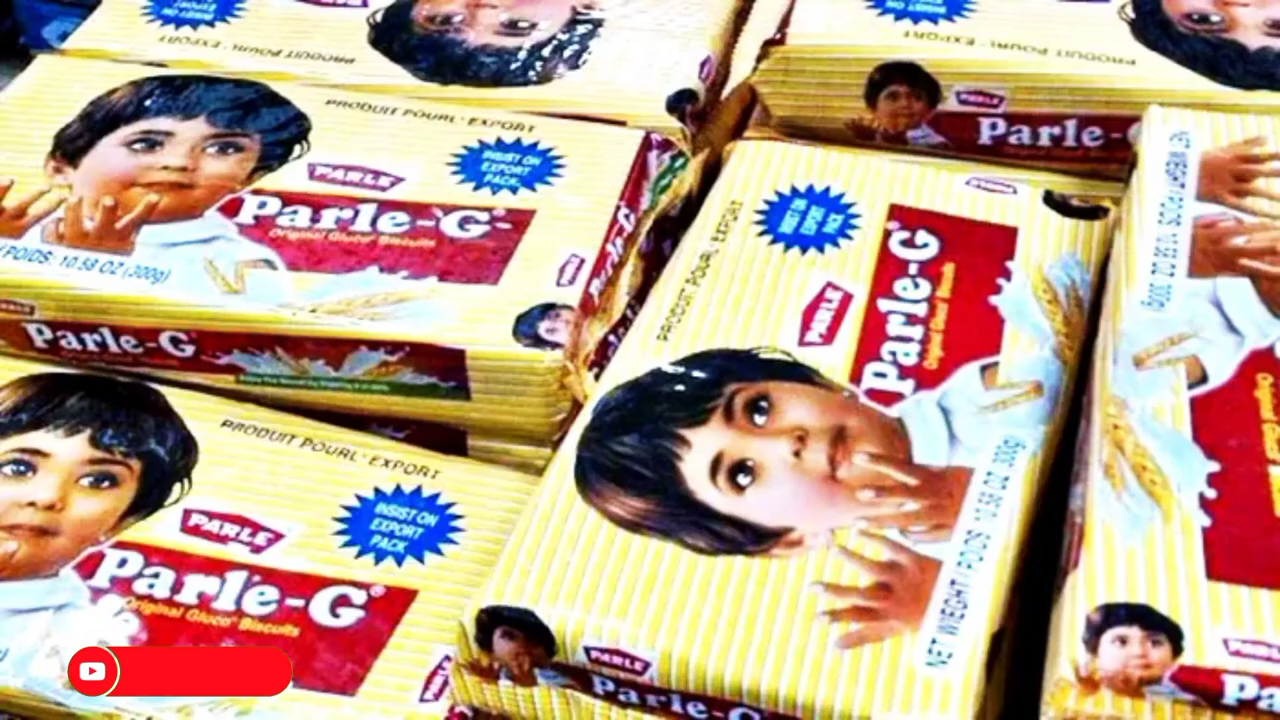 PRODUIT POURL' EXPORT
PARLE
Parle-G
PRODUIT POURL' EXPORT
INSIST ON
EXPORT
PACK
PARLE
Parle-G®
Original Gluco® Biscuits
POIDS: 10.58 OZ (300g)
Parle-G
PARLE
Parle-G
PRODUIT POURL' EXPORT
INSIST ON
EXPORT
PACK
PARLE
Parle-G®
Original Gluco® Biscuits
PARLE
PRODUIT POURL' EXPORT
INSIST ON
EXPORT
PACK
PARLE
Parle-G
Original Gluco® Biscuits
NET WIEGHT / POIDS: 10.58 OZ 300g
PARLE
Parle-G
PARLE